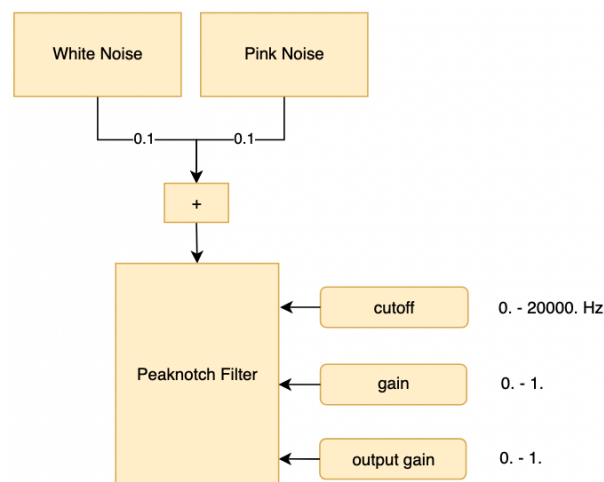 White Noise
Pink Noise
0.1
0.1
+
Peaknotch Filter
cutoff
0. - 20000. Hz
gain
0. - 1.
output gain
0. - 1.